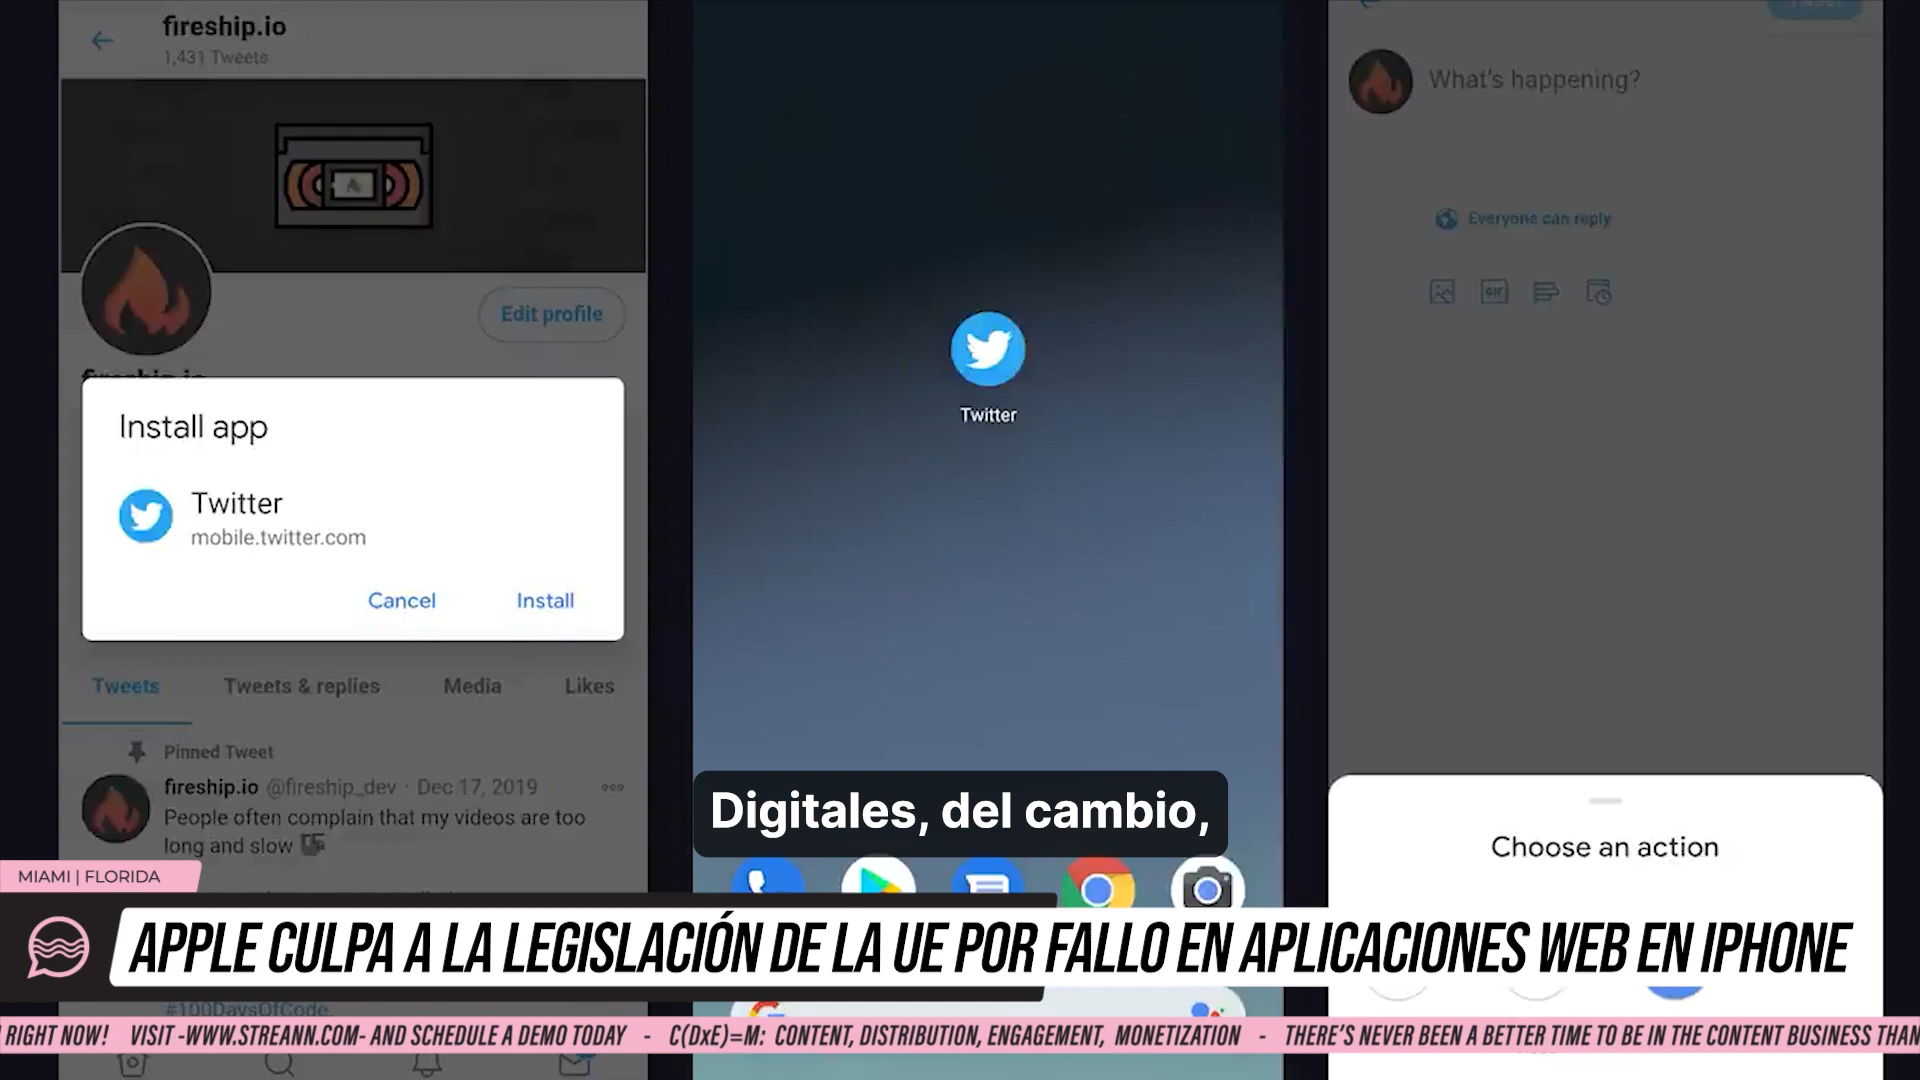 fireship.io
1,431 Tweets
Edit profile
Install app
Twitter
mobile.twitter.com
Cancel
Install
Tweets
Tweets & replies
Media
Likes
Pinned Tweet
fireship.io @fireship_dev · Dec 17, 2019
People often complain that my videos are too
long and slow
#100DaysOfCode
Twitter
What's happening?
Everyone can reply
GIF
Choose an action
Digitales, del cambio,
MIAMI | FLORIDA
APPLE CULPA A LA LEGISLACIÓN DE LA UE POR FALLO EN APLICACIONES WEB EN IPHONE
RIGHT NOW! VISIT -WWW.STREANN.COM- AND SCHEDULE A DEMO TODAY - C(DxE)=M: CONTENT, DISTRIBUTION, ENGAGEMENT, MONETIZATION - THERE'S NEVER BEEN A BETTER TIME TO BE IN THE CONTENT BUSINESS THAN